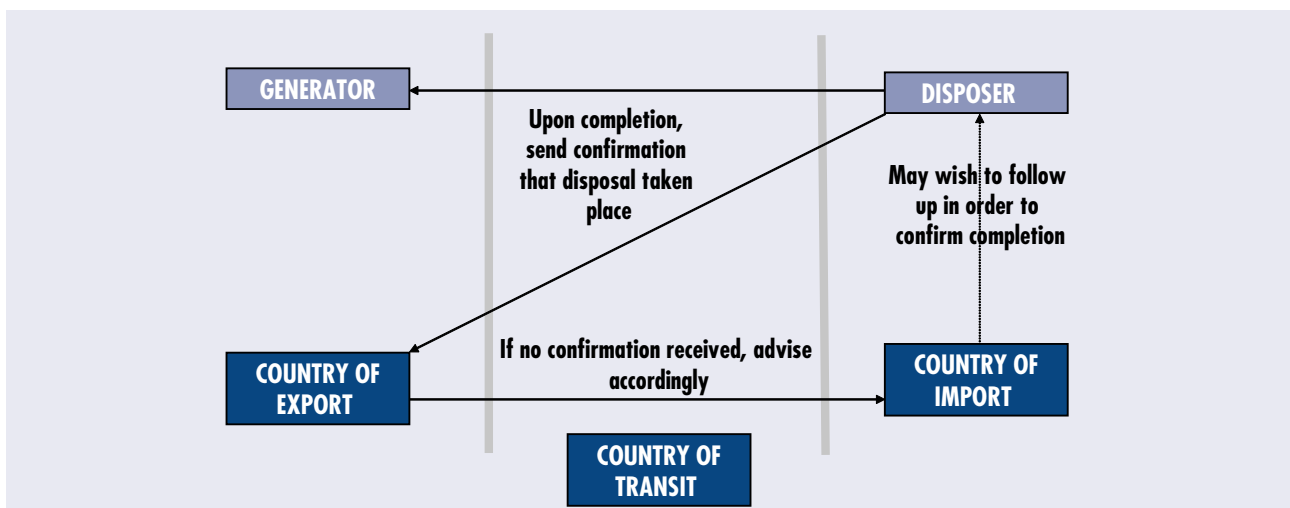 GENERATOR
DISPOSER
Upon completion,
send confirmation
that disposal taken
place
May wish to follow
up in order to
confirm completion
If no confirmation received, advise
accordingly
COUNTRY OF
EXPORT
COUNTRY OF
IMPORT
COUNTRY OF
TRANSIT